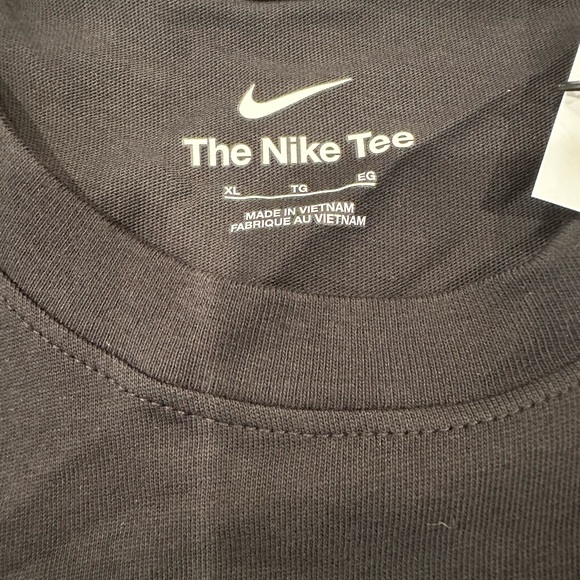 The Nike Tee
XL TG EG
MADE IN VIETNAM
FABRIQUE AU VIETNAM